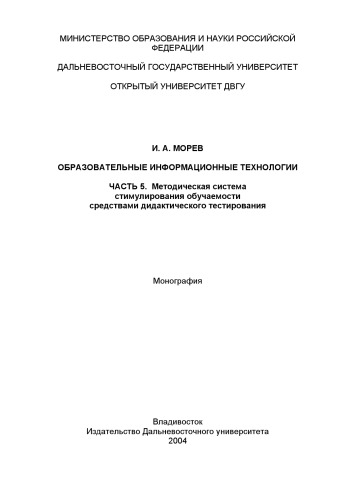 МИНИСТЕРСТВО ОБРАЗОВАНИЯ И НАУКИ РОССИЙСКОЙ
ФЕДЕРАЦИИ
ДАЛЬНЕВОСТОЧНЫЙ ГОСУДАРСТВЕННЫЙ УНИВЕРСИТЕТ
ОТКРЫТЫЙ УНИВЕРСИТЕТ ДВГУ
И. А. МОРЕВ
ОБРАЗОВАТЕЛЬНЫЕ ИНФОРМАЦИОННЫЕ ТЕХНОЛОГИИ
ЧАСТЬ 5. Методическая система
стимулирования обучаемости
средствами дидактического тестирования
Монография
Владивосток
Издательство Дальневосточного университета
2004